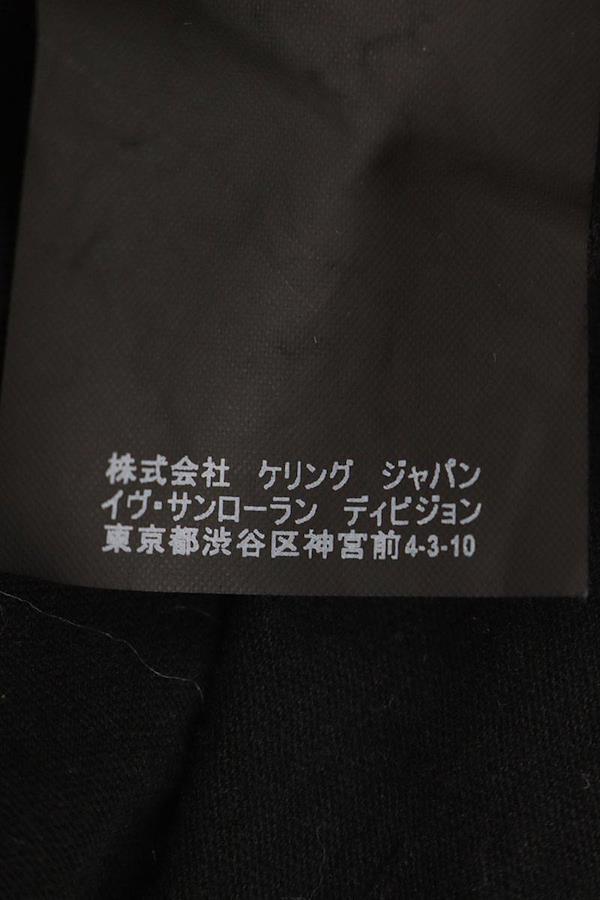 株式会社 ケリング ジャパン
イヴ・サンローラン ディビジョン
東京都渋谷区神宮前4-3-10